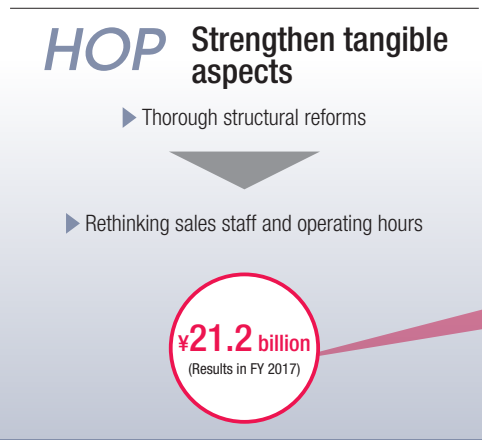 HOP
Strengthen tangible
aspects
Thorough structural reforms
Rethinking sales staff and operating hours
¥21.2 billion
(Results in FY 2017)